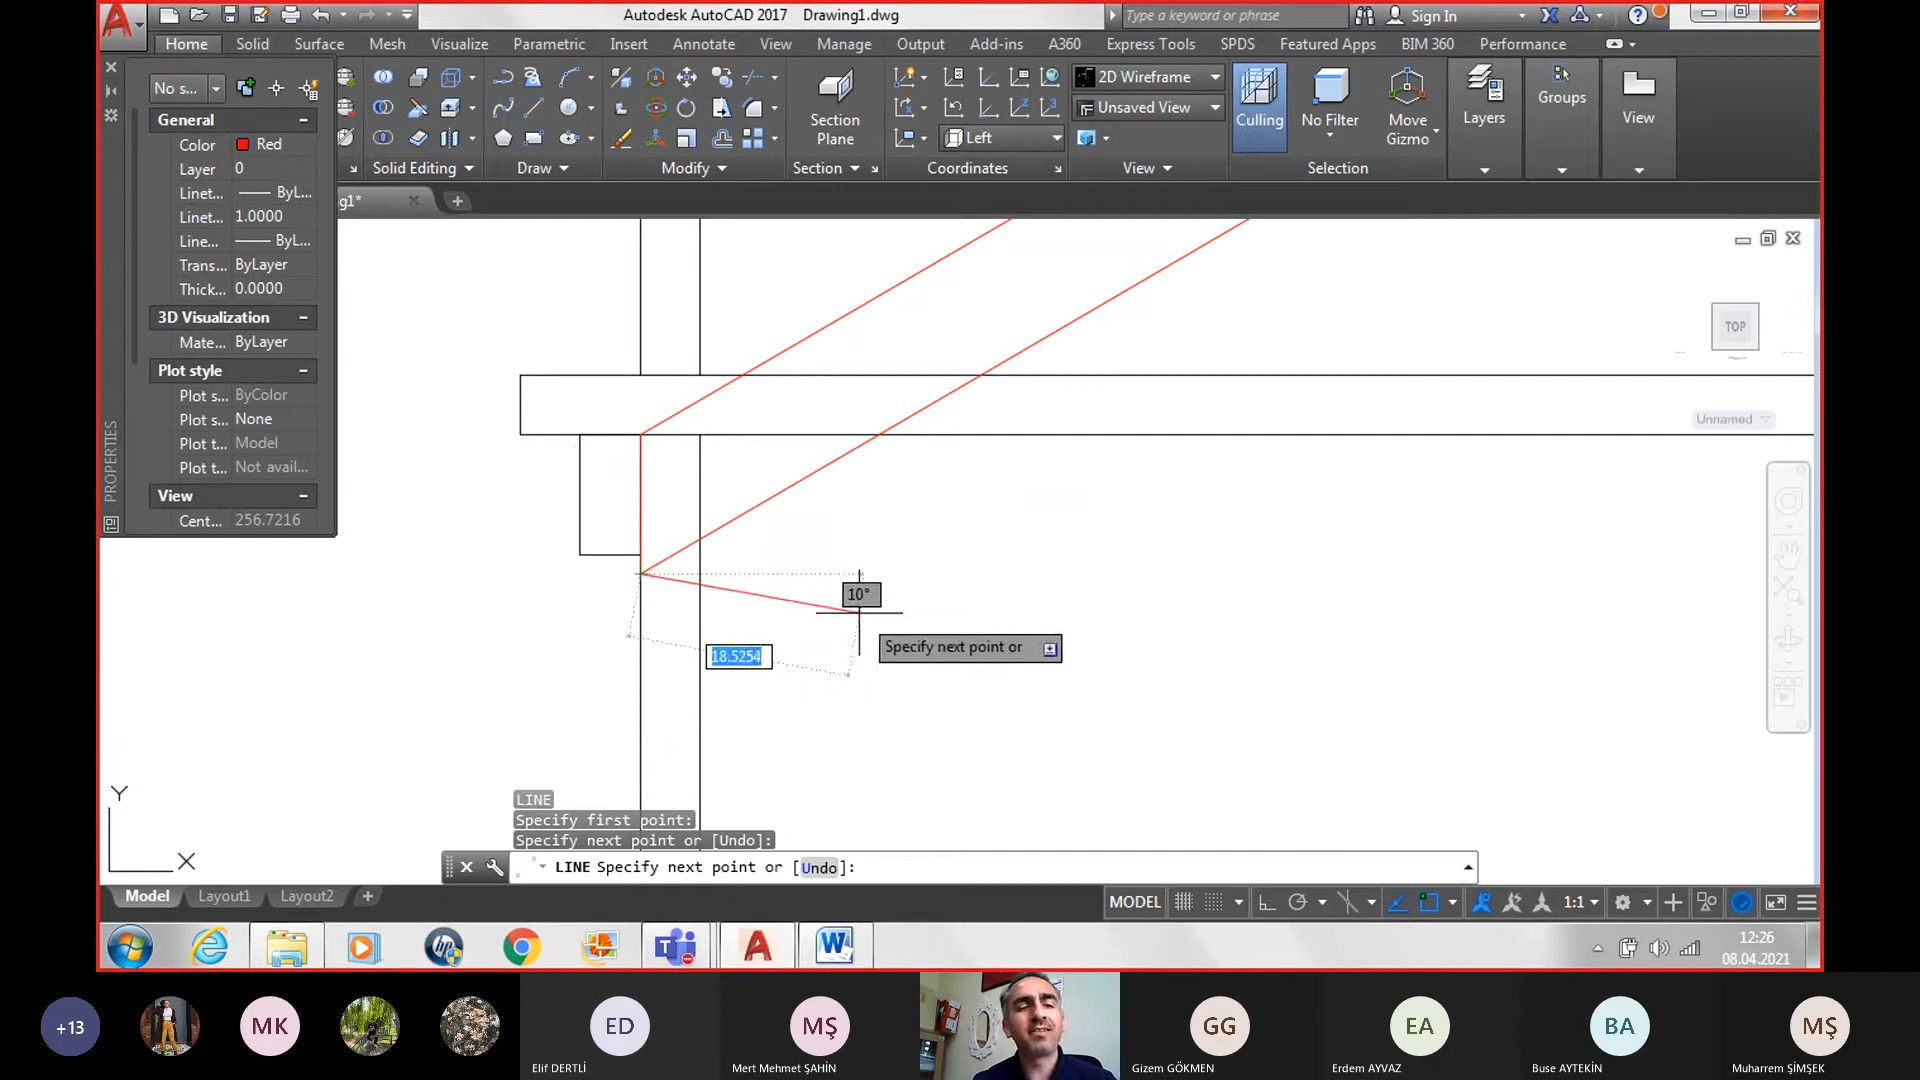 Autodesk AutoCAD 2017 Drawing1.dwg
Type a keyword or phrase
Sign In
Home Solid Surface Mesh Visualize Parametric Insert Annotate View Manage Output Add-ins A360 Express Tools SPDS Featured Apps BIM 360 Performance
No s...
2D Wireframe
Unsaved View
Left
Section Plane
Culling
No Filter
Move Gizmo
Layers
Groups
View
Solid Editing
Draw
Modify
Section
Coordinates
View
Selection
g1*
General
Color Red
Layer 0
Linet... ByL...
Linet... 1.0000
Line... ByL...
Trans... ByLayer
Thick... 0.0000
3D Visualization
Mate... ByLayer
Plot style
Plot s... ByColor
Plot s... None
Plot t... Model
Plot t... Not avail...
View
Cent... 256.7216
PROPERTIES
TOP
Unnamed
10°
Specify next point or
18.5254
Y
X
LINE
Specify first point:
Specify next point or [Undo]:
LINE Specify next point or [Undo]:
Model Layout1 Layout2
MODEL
1:1
12:26
08.04.2021
+13
MK
ED
Elif DERTLİ
MŞ
Mert Mehmet ŞAHİN
GG
Gizem GÖKMEN
EA
Erdem AYVAZ
BA
Buse AYTEKİN
MŞ
Muharrem ŞİMŞEK